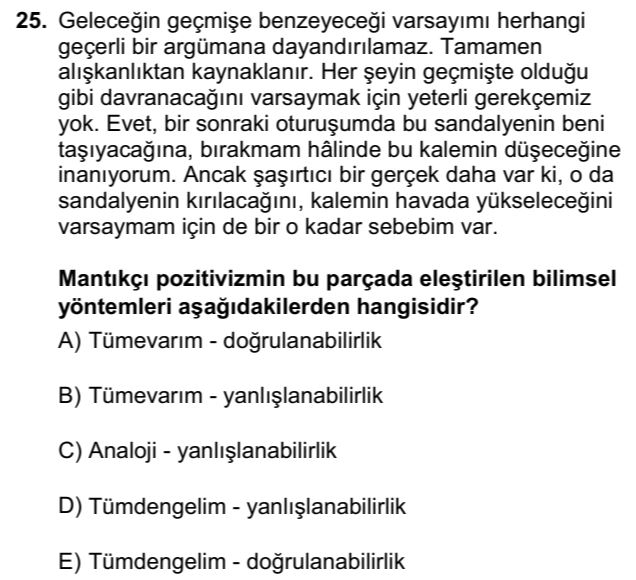 25. Geleceğin geçmişe benzeyeceği varsayımı herhangi
geçerli bir argümana dayandırılamaz. Tamamen
alışkanlıktan kaynaklanır. Her şeyin geçmişte olduğu
gibi davranacağını varsaymak için yeterli gerekçemiz
yok. Evet, bir sonraki oturuşumda bu sandalyenin beni
taşıyacağına, bırakmam hâlinde bu kalemin düşeceğine
inanıyorum. Ancak şaşırtıcı bir gerçek daha var ki, o da
sandalyenin kırılacağını, kalemin havada yükseleceğini
varsaymam için de bir o kadar sebebim var.
Mantıkçı pozitivizmin bu parçada eleştirilen bilimsel
yöntemleri aşağıdakilerden hangisidir?
A) Tümevarım - doğrulanabilirlik
B) Tümevarım - yanlışlanabilirlik
C) Analoji - yanlışlanabilirlik
D) Tümdengelim - yanlışlanabilirlik
E) Tümdengelim - doğrulanabilirlik